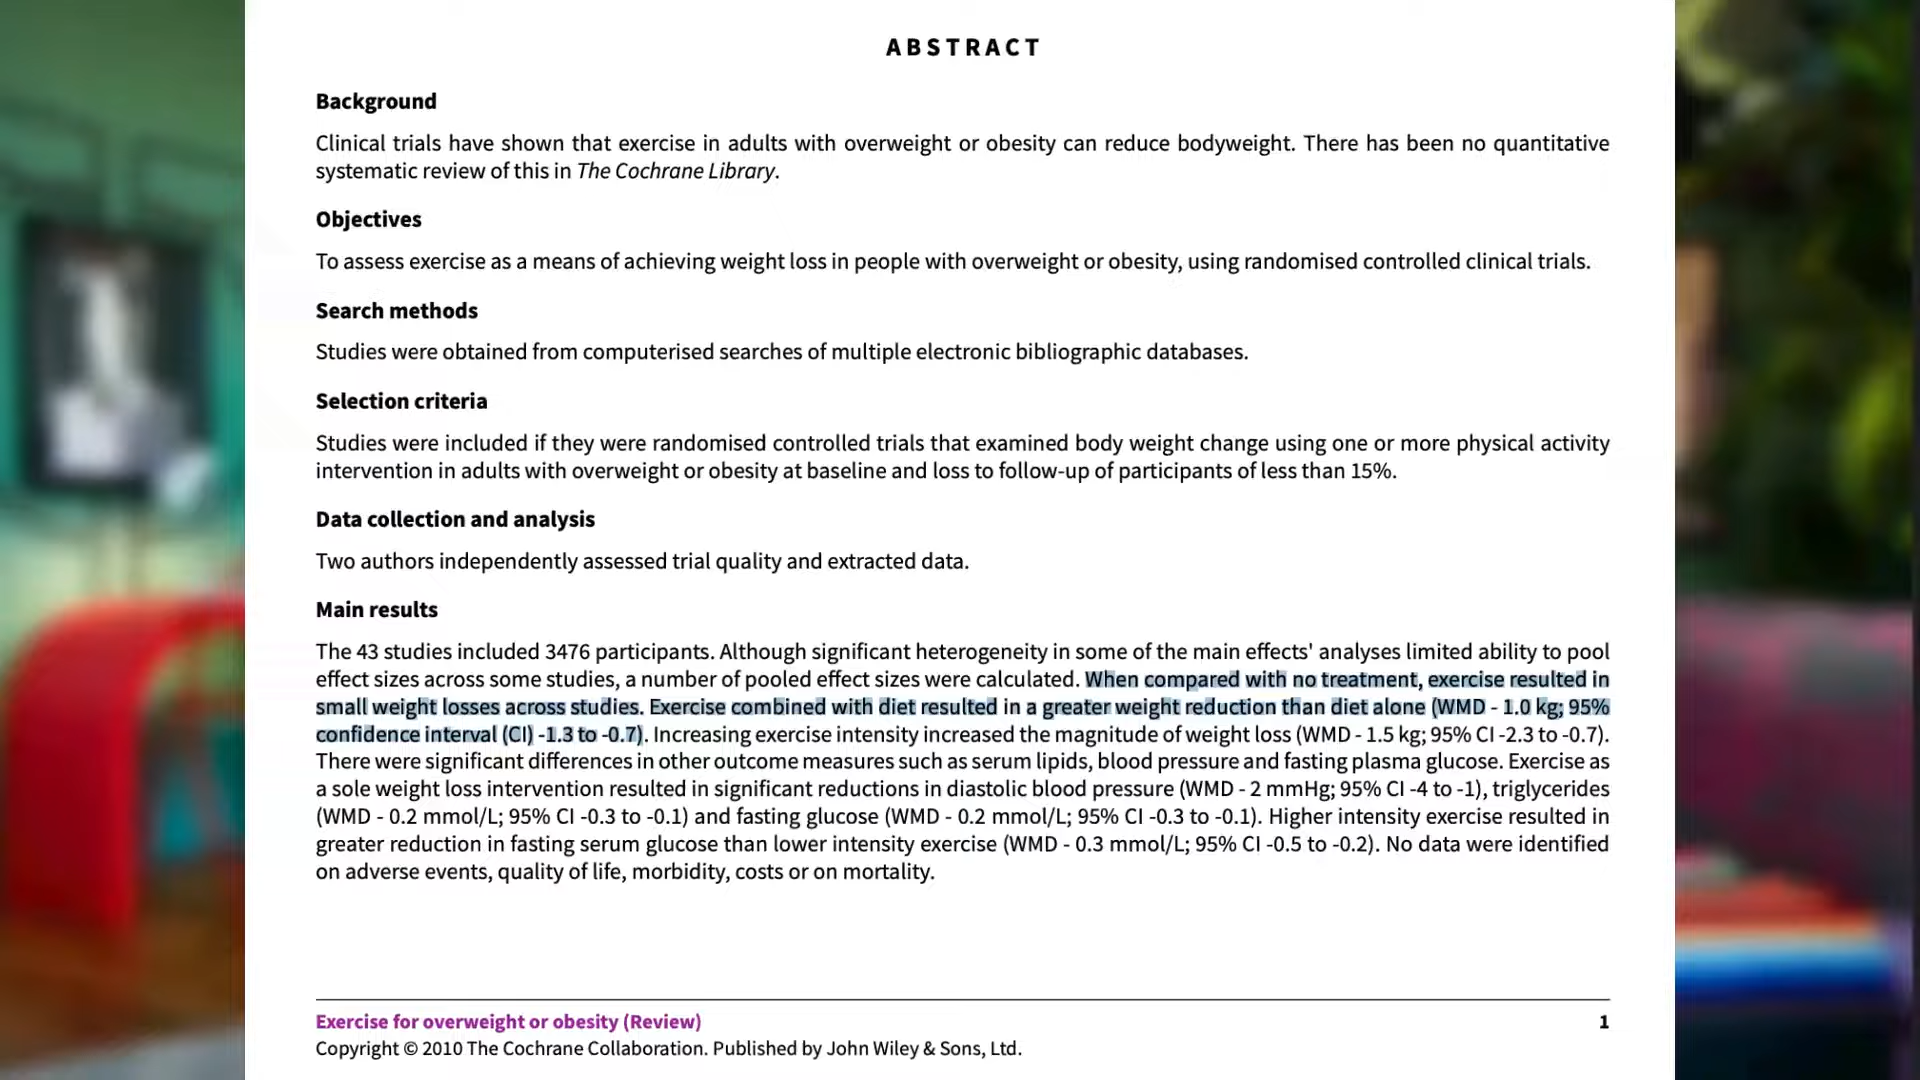 ABSTRACT
Background
Clinical trials have shown that exercise in adults with overweight or obesity can reduce bodyweight. There has been no quantitative
systematic review of this in The Cochrane Library.
Objectives
To assess exercise as a means of achieving weight loss in people with overweight or obesity, using randomised controlled clinical trials.
Search methods
Studies were obtained from computerised searches of multiple electronic bibliographic databases.
Selection criteria
Studies were included if they were randomised controlled trials that examined body weight change using one or more physical activity
intervention in adults with overweight or obesity at baseline and loss to follow-up of participants of less than 15%.
Data collection and analysis
Two authors independently assessed trial quality and extracted data.
Main results
The 43 studies included 3476 participants. Although significant heterogeneity in some of the main effects' analyses limited ability to pool
effect sizes across some studies, a number of pooled effect sizes were calculated. When compared with no treatment, exercise resulted in
small weight losses across studies. Exercise combined with diet resulted in a greater weight reduction than diet alone (WMD - 1.0 kg; 95%
confidence interval (CI) -1.3 to -0.7). Increasing exercise intensity increased the magnitude of weight loss (WMD - 1.5 kg; 95% CI -2.3 to -0.7).
There were significant differences in other outcome measures such as serum lipids, blood pressure and fasting plasma glucose. Exercise as
a sole weight loss intervention resulted in significant reductions in diastolic blood pressure (WMD - 2 mmHg; 95% CI -4 to -1), triglycerides
(WMD - 0.2 mmol/L; 95% CI -0.3 to -0.1) and fasting glucose (WMD - 0.2 mmol/L; 95% CI -0.3 to -0.1). Higher intensity exercise resulted in
greater reduction in fasting serum glucose than lower intensity exercise (WMD - 0.3 mmol/L; 95% CI -0.5 to -0.2). No data were identified
on adverse events, quality of life, morbidity, costs or on mortality.
Exercise for overweight or obesity (Review) 1
Copyright © 2010 The Cochrane Collaboration. Published by John Wiley & Sons, Ltd.